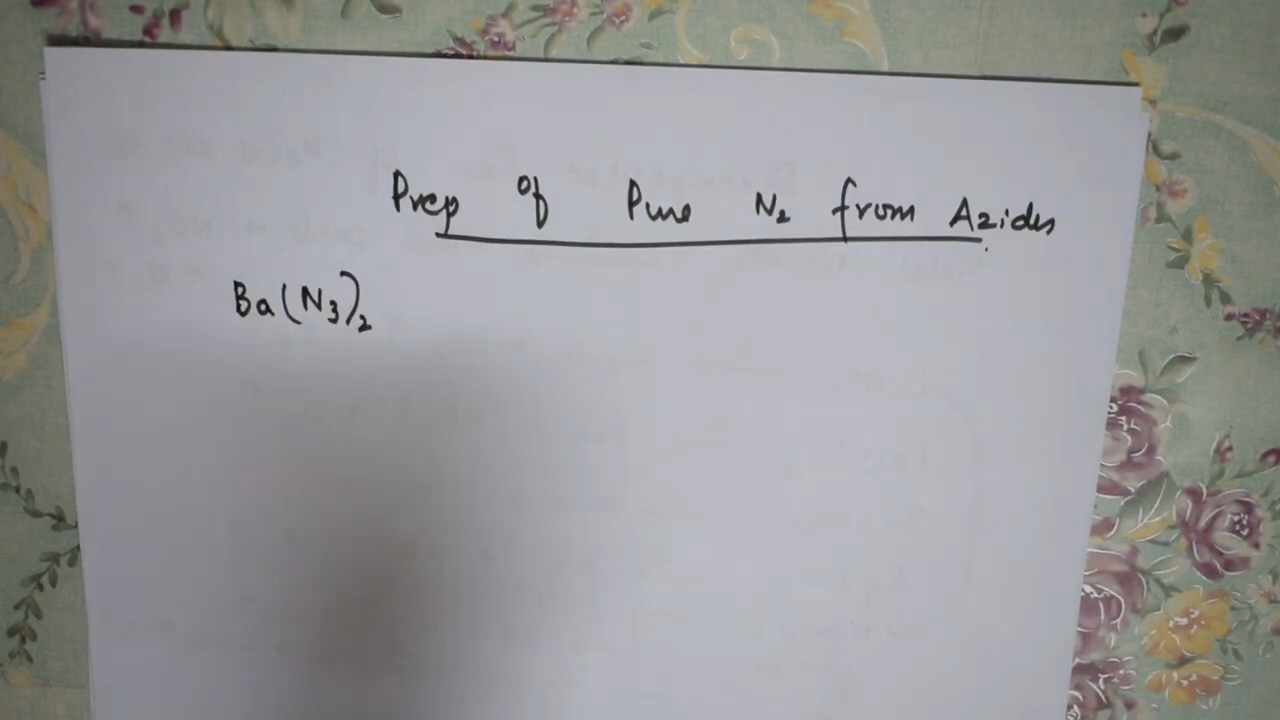 Prep of Pure N₂ from Azides
Ba(N₃)₂